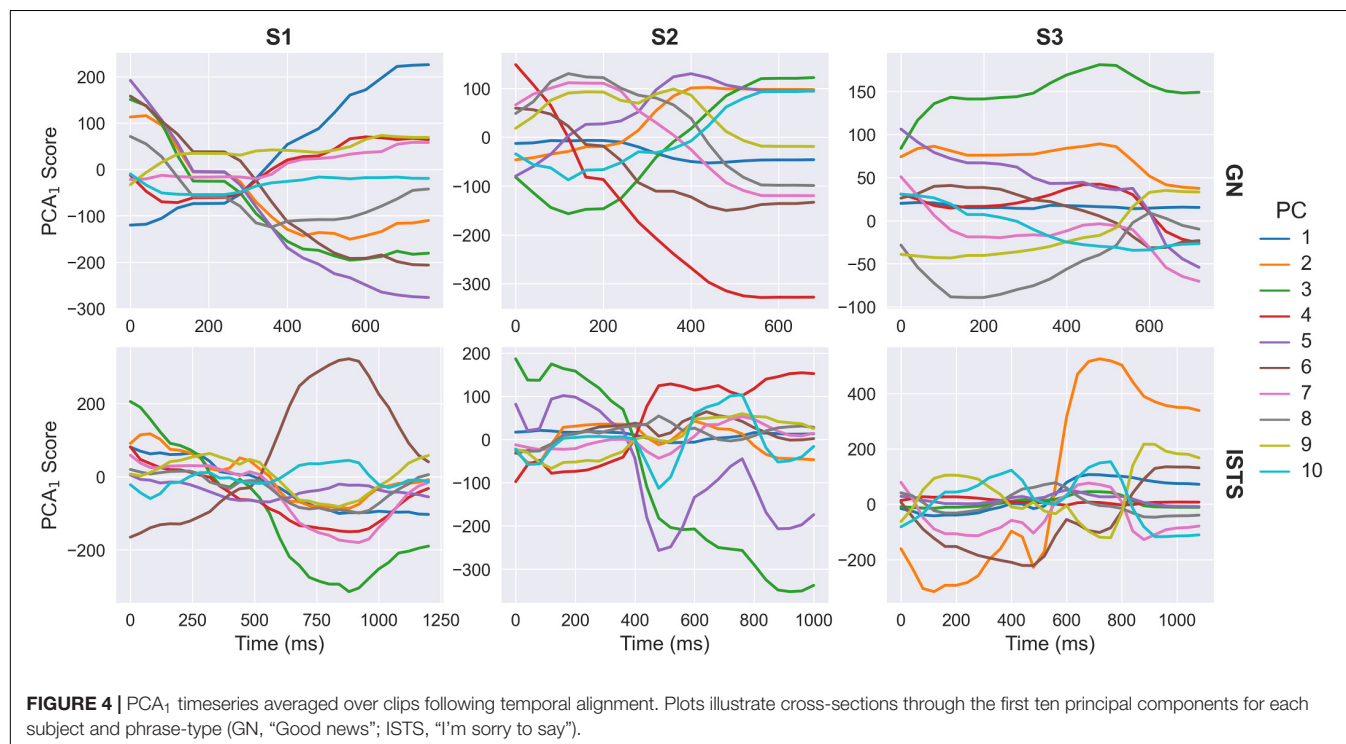 S1 S2 S3
200
100
0
−100
−200
−300
PCA₁ Score
0 200 400 600
100
0
−100
−200
−300
0 200 400 600
150
100
50
0
−50
−100
0 200 400 600
GN
200
0
−200
PCA₁ Score
0 250 500 750 1000 1250
Time (ms)
200
100
0
−100
−200
−300
0 200 400 600 800 1000
Time (ms)
400
200
0
−200
0 200 400 600 800 1000
Time (ms)
ISTS
PC
1
2
3
4
5
6
7
8
9
10
FIGURE 4 | PCA₁ timeseries averaged over clips following temporal alignment. Plots illustrate cross-sections through the first ten principal components for each
subject and phrase-type (GN, “Good news”; ISTS, “I’m sorry to say”).